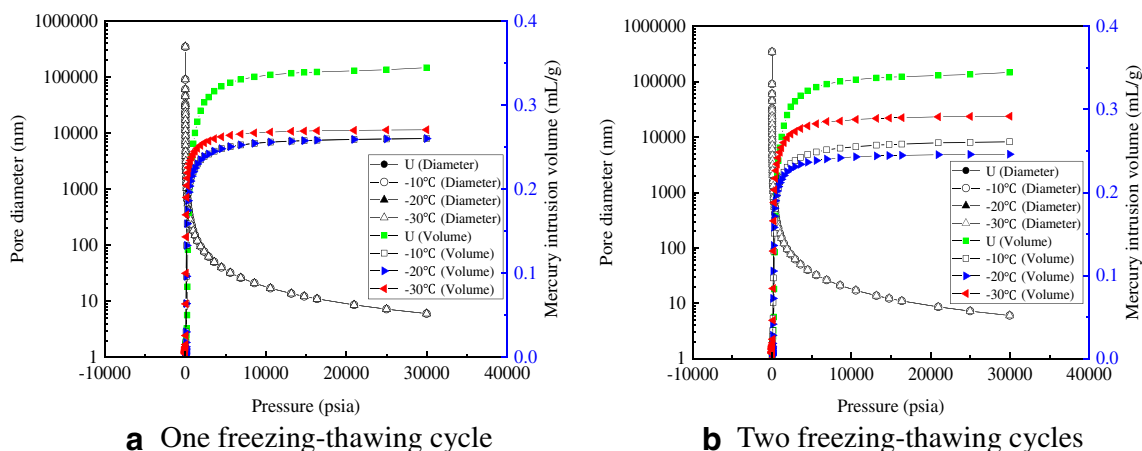 1000000
100000
10000
1000
100
10
1
Pore diameter (nm)
0.4
0.3
0.2
0.1
0.0
Mercury intrusion volume (mL/g)
U (Diameter)
-10℃ (Diameter)
-20℃ (Diameter)
-30℃ (Diameter)
U (Volume)
-10℃ (Volume)
-20℃ (Volume)
-30℃ (Volume)
-10000 0 10000 20000 30000 40000
Pressure (psia)
a One freezing-thawing cycle
1000000
100000
10000
1000
100
10
1
Pore diameter (nm)
0.4
0.3
0.2
0.1
0.0
Mercury intrusion volume (mL/g)
U (Diameter)
-10℃ (Diameter)
-20℃ (Diameter)
-30℃ (Diameter)
U (Volume)
-10℃ (Volume)
-20℃ (Volume)
-30℃ (Volume)
-10000 0 10000 20000 30000 40000
Pressure (psia)
b Two freezing-thawing cycles